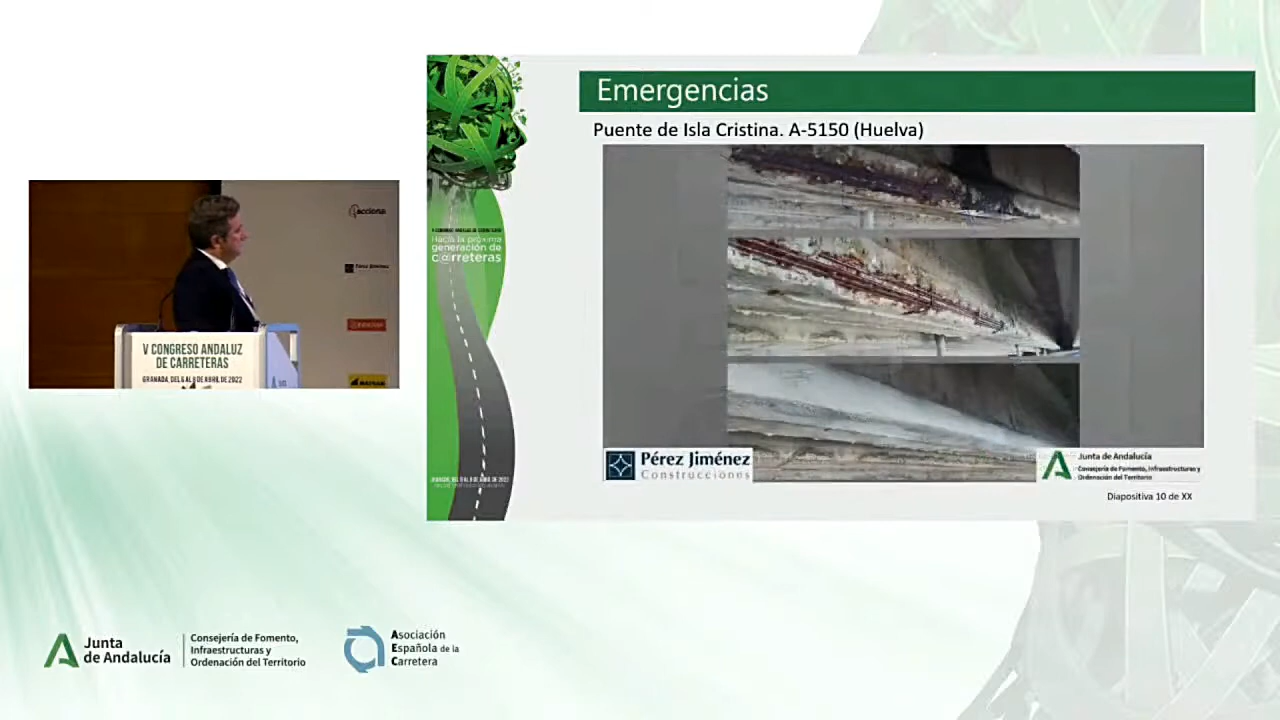 Emergencias
Puente de Isla Cristina. A-5150 (Huelva)
Hacia la próxima
generación de
c@rreteras
acciona
Pérez Jiménez
V CONGRESO ANDALUZ
DE CARRETERAS
GRANADA, DEL 6 AL 8 DE ABRIL DE 2022
Pérez Jiménez
Construcciones
Junta de Andalucía
Consejería de Fomento, Infraestructuras y
Ordenación del Territorio
Diapositiva 10 de XX
Junta
de Andalucía
Consejería de Fomento,
Infraestructuras y
Ordenación del Territorio
Asociación
Española de la
Carretera